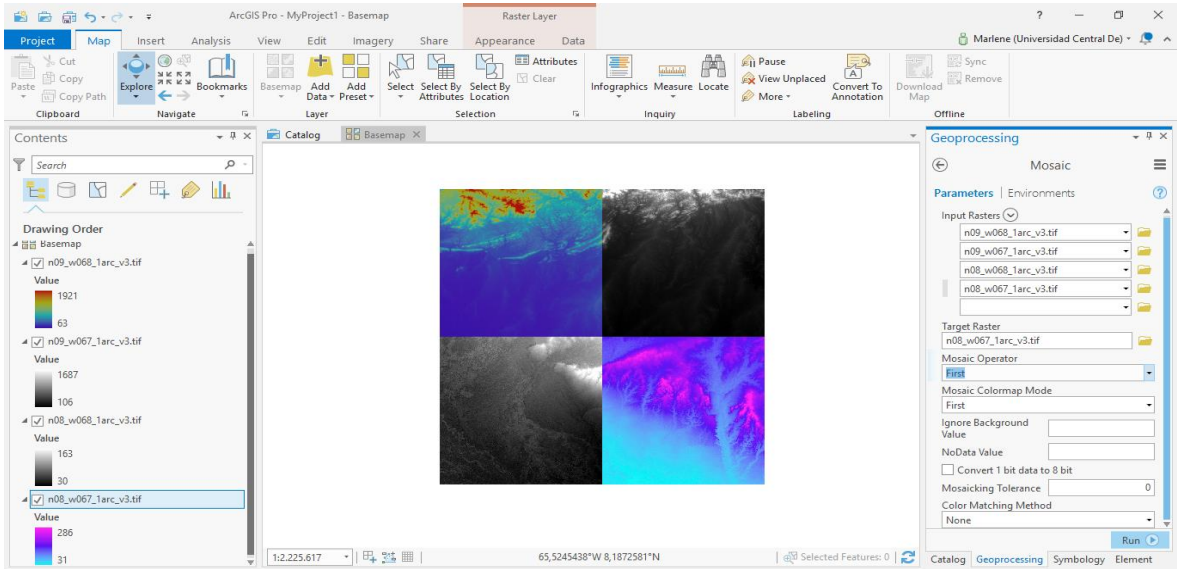 ArcGIS Pro - MyProject1 - Basemap
Raster Layer
?
Project Map Insert Analysis View Edit Imagery Share Appearance Data
Marlene (Universidad Central De)
Paste
Cut
Copy
Copy Path
Clipboard
Explore
Bookmarks
Navigate
Basemap
Add Data
Add Preset
Layer
Select
Select By Attributes
Select By Location
Attributes
Clear
Selection
Infographics
Measure
Locate
Inquiry
Pause
View Unplaced
More
Convert To Annotation
Labeling
Download Map
Sync
Remove
Offline
Contents
Search
Drawing Order
Basemap
n09_w068_1arc_v3.tif
Value
1921
63
n09_w067_1arc_v3.tif
Value
1687
106
n08_w068_1arc_v3.tif
Value
163
30
n08_w067_1arc_v3.tif
Value
286
31
Catalog
Basemap
1:2.225.617
65,5245438°W 8,1872581°N
Selected Features: 0
Geoprocessing
Mosaic
Parameters | Environments
?
Input Rasters
n09_w068_1arc_v3.tif
n09_w067_1arc_v3.tif
n08_w068_1arc_v3.tif
n08_w067_1arc_v3.tif
Target Raster
n08_w067_1arc_v3.tif
Mosaic Operator
First
Mosaic Colormap Mode
First
Ignore Background
Value
NoData Value
Convert 1 bit data to 8 bit
Mosaicking Tolerance 0
Color Matching Method
None
Run
Catalog Geoprocessing Symbology Element